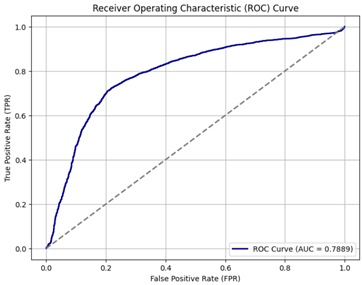 Receiver Operating Characteristic (ROC) Curve
1.0
0.8
0.6
0.4
0.2
0.0
True Positive Rate (TPR)
ROC Curve (AUC = 0.7889)
0.0 0.2 0.4 0.6 0.8 1.0
False Positive Rate (FPR)